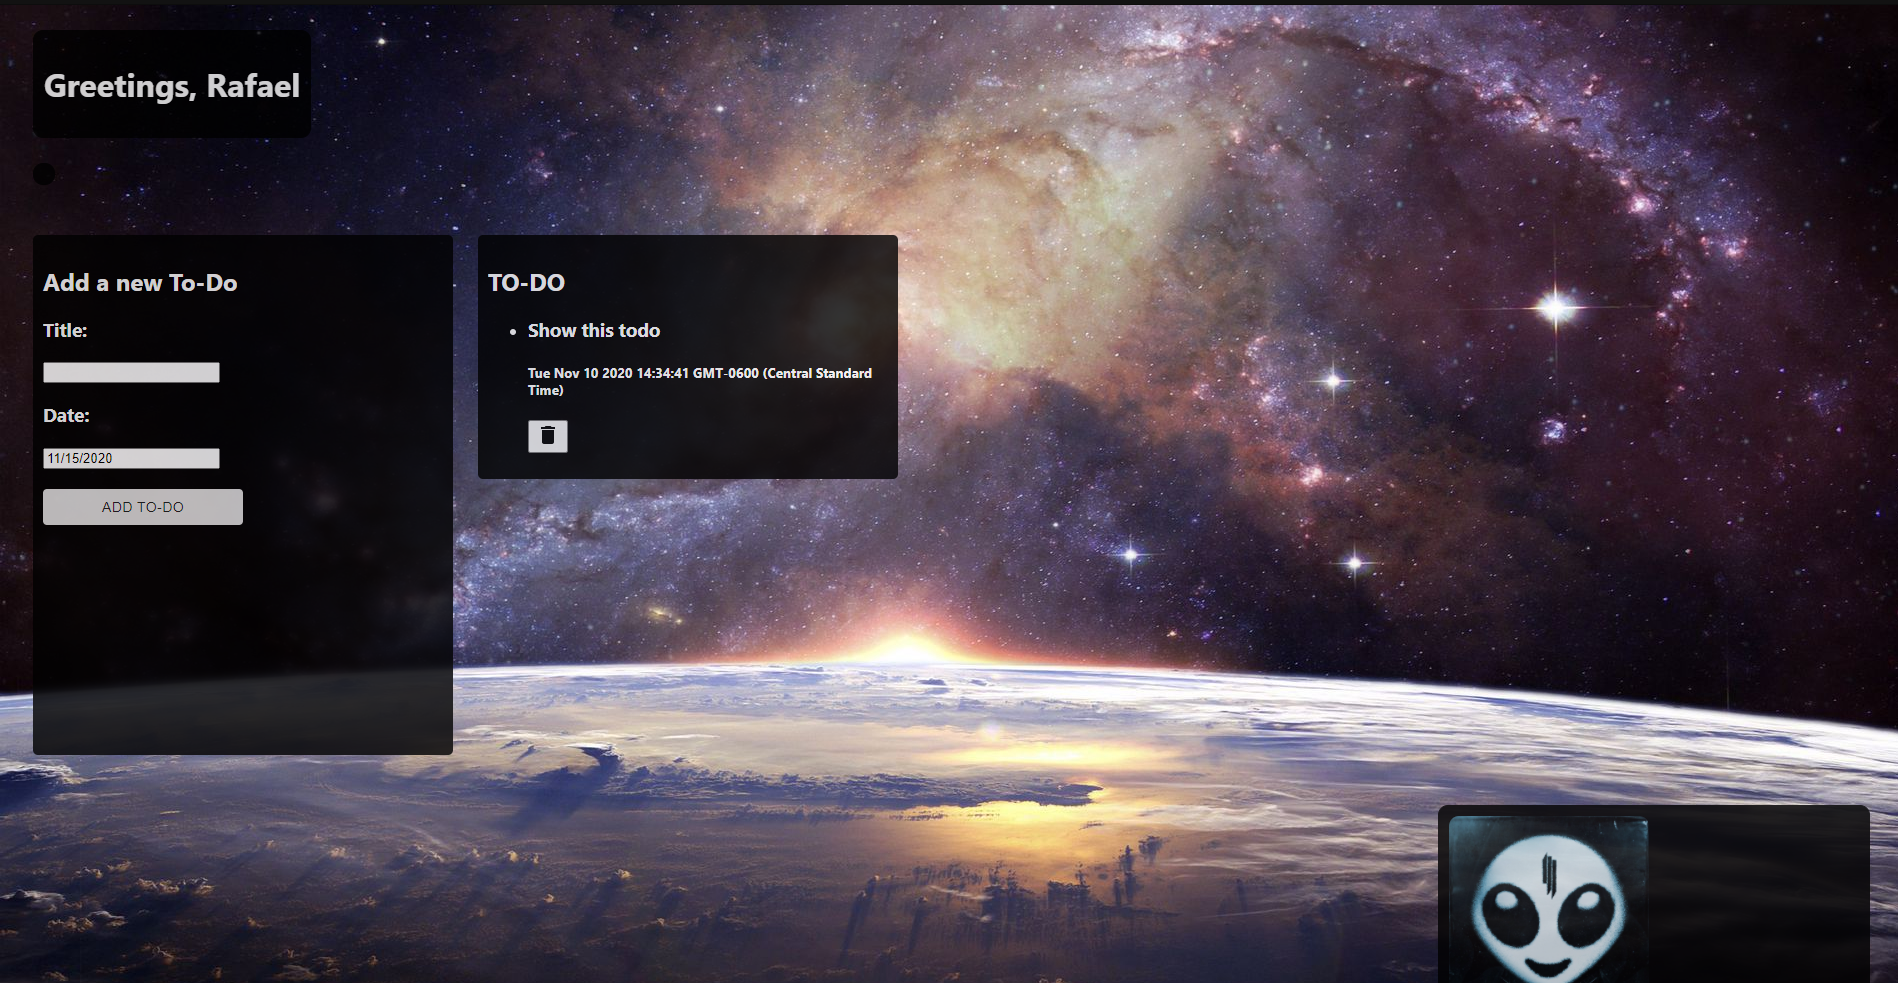 Greetings, Rafael
Add a new To-Do
Title:
Date:
11/15/2020
ADD TO-DO
TO-DO
Show this todo
Tue Nov 10 2020 14:34:41 GMT-0600 (Central Standard
Time)